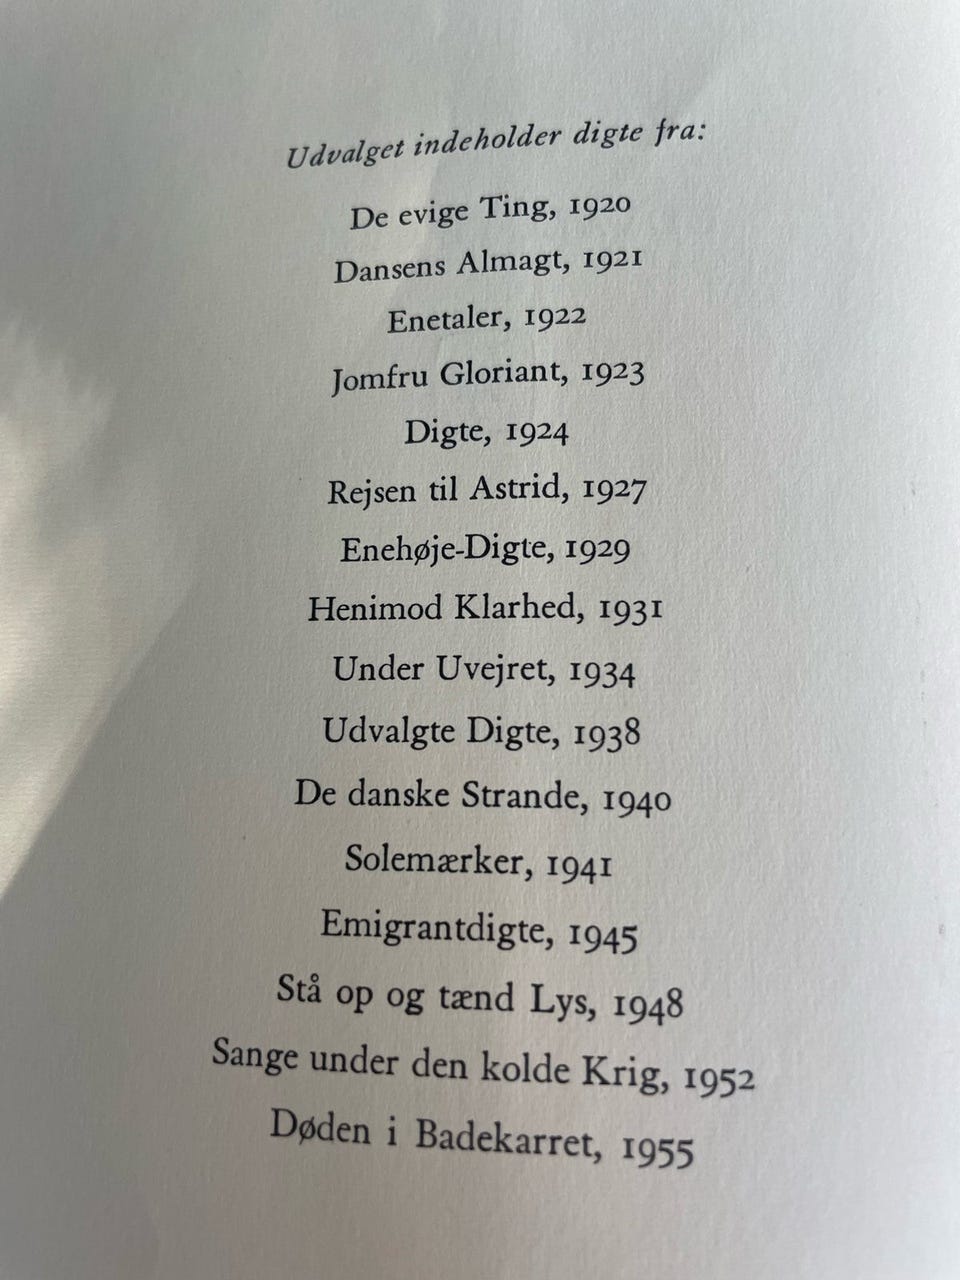 Udvalget indeholder digte fra:
De evige Ting, 1920
Dansens Almagt, 1921
Enetaler, 1922
Jomfru Gloriant, 1923
Digte, 1924
Rejsen til Astrid, 1927
Enehøje-Digte, 1929
Henimod Klarhed, 1931
Under Uvejret, 1934
Udvalgte Digte, 1938
De danske Strande, 1940
Solemærker, 1941
Emigrantdigte, 1945
Stå op og tænd Lys, 1948
Sange under den kolde Krig, 1952
Døden i Badekarret, 1955